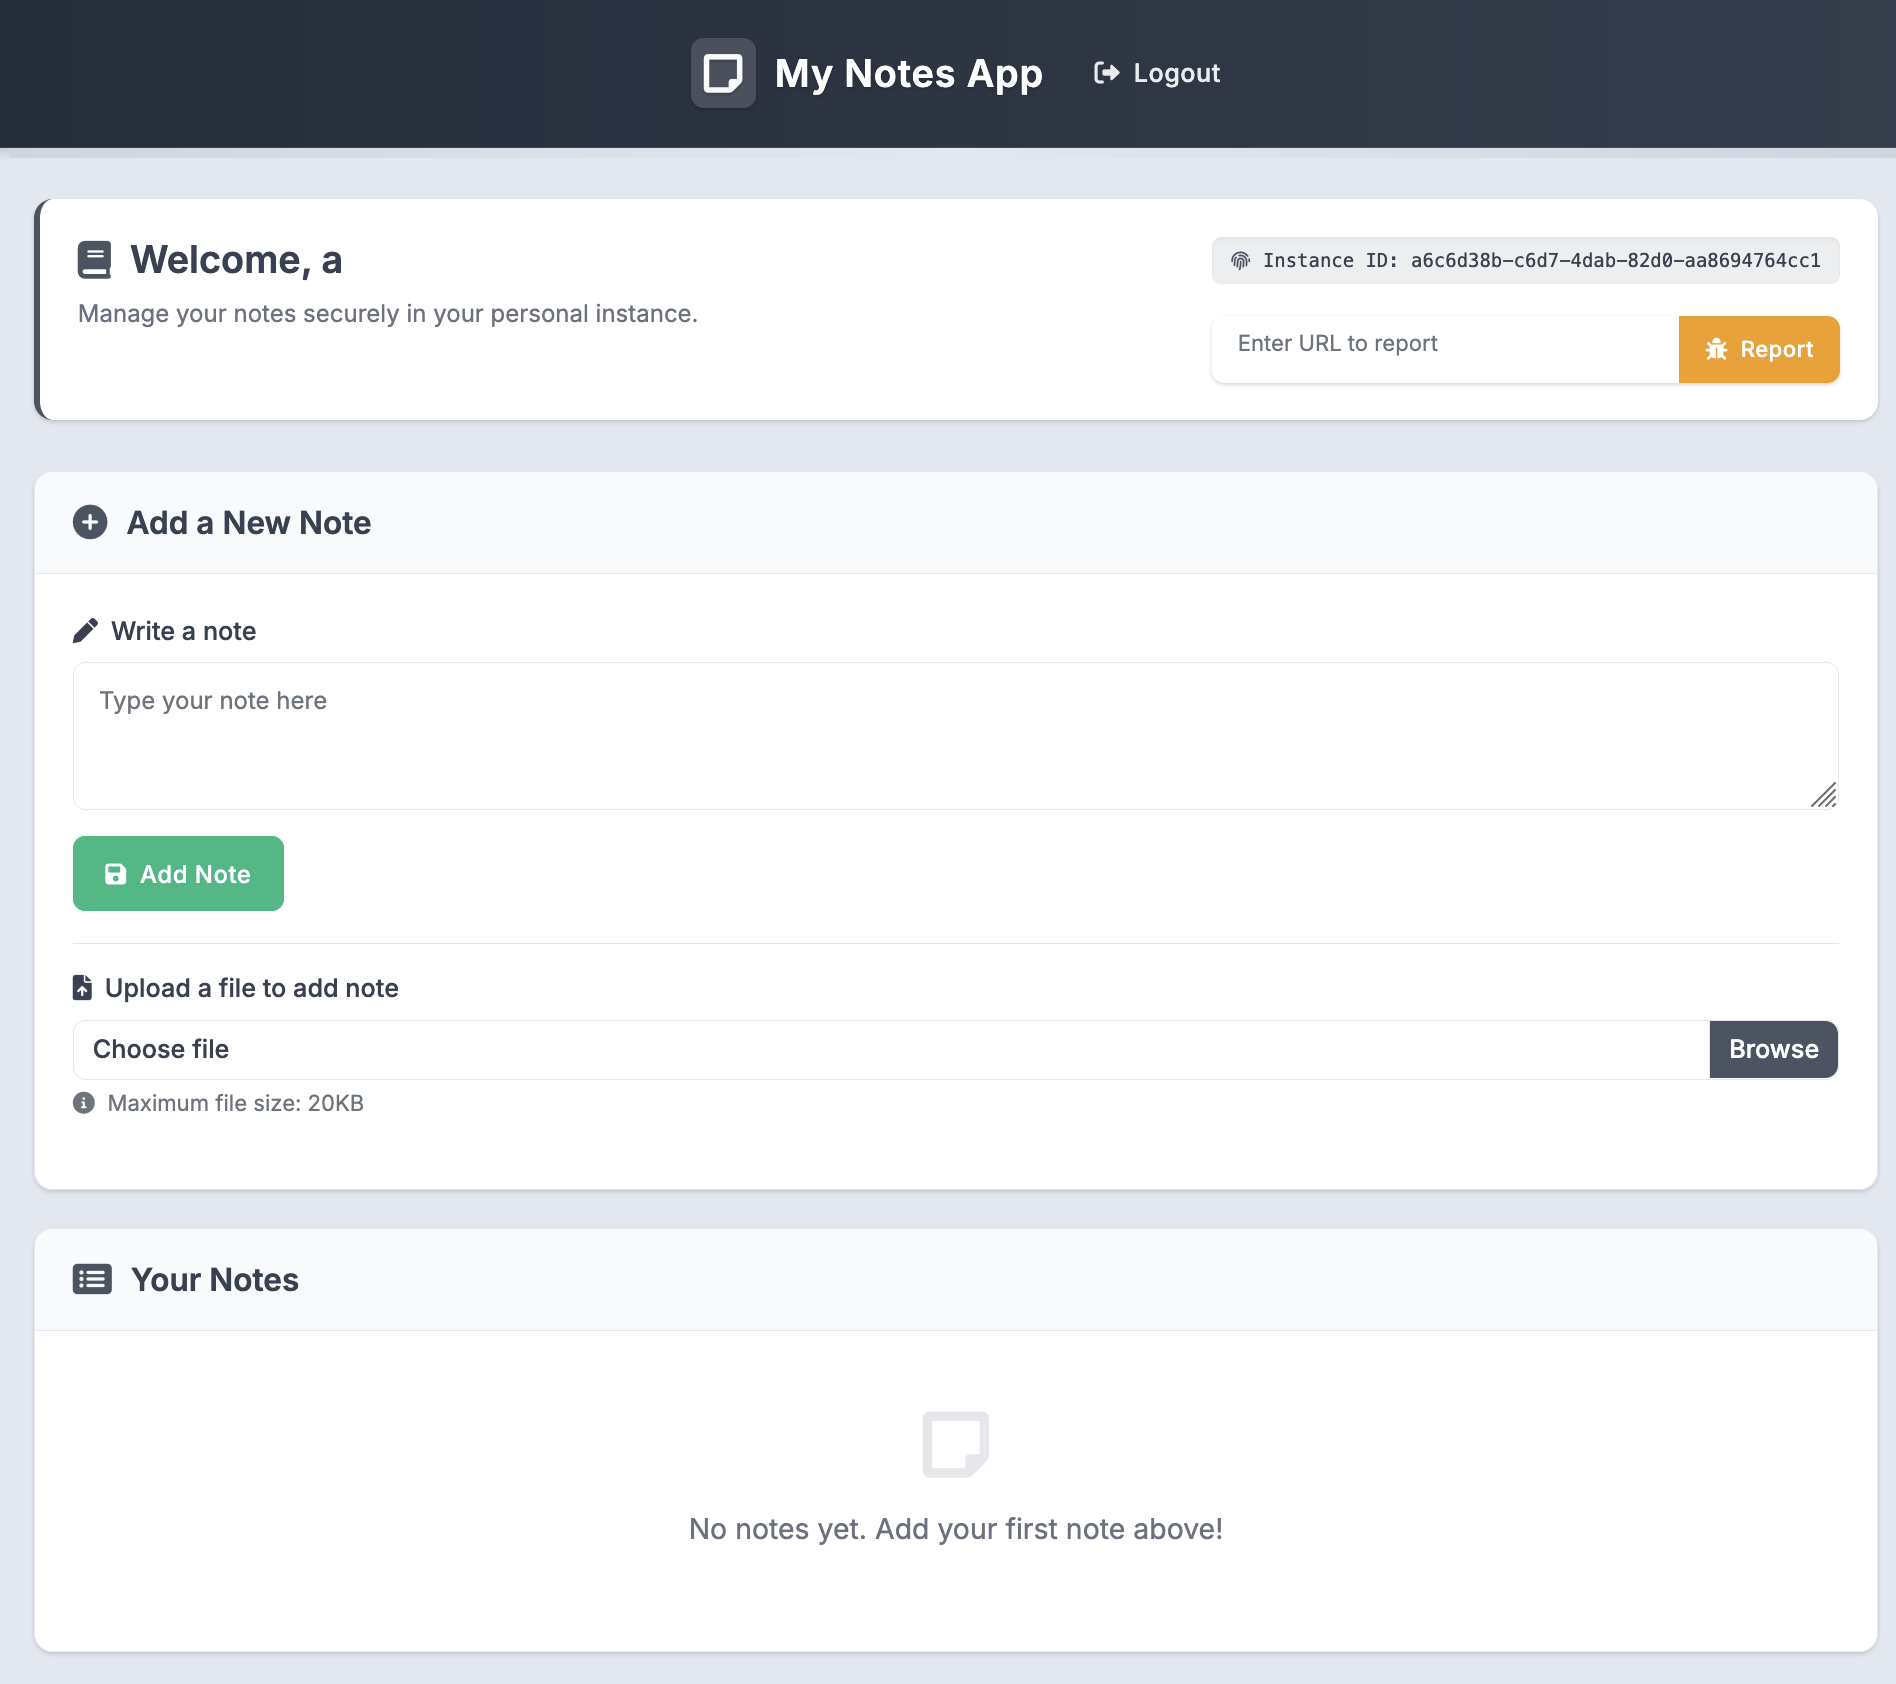 My Notes App
Logout
Welcome, a
Manage your notes securely in your personal instance.
Instance ID: a6c6d38b-c6d7-4dab-82d0-aa8694764cc1
Enter URL to report
Report
Add a New Note
Write a note
Type your note here
Add Note
Upload a file to add note
Choose file
Browse
Maximum file size: 20KB
Your Notes
No notes yet. Add your first note above!